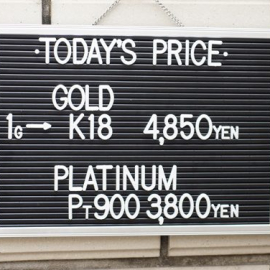 ·TODAY'S PRICE·
GOLD
1G→ K18 4,850YEN
PLATINUM
PT900 3,800YEN